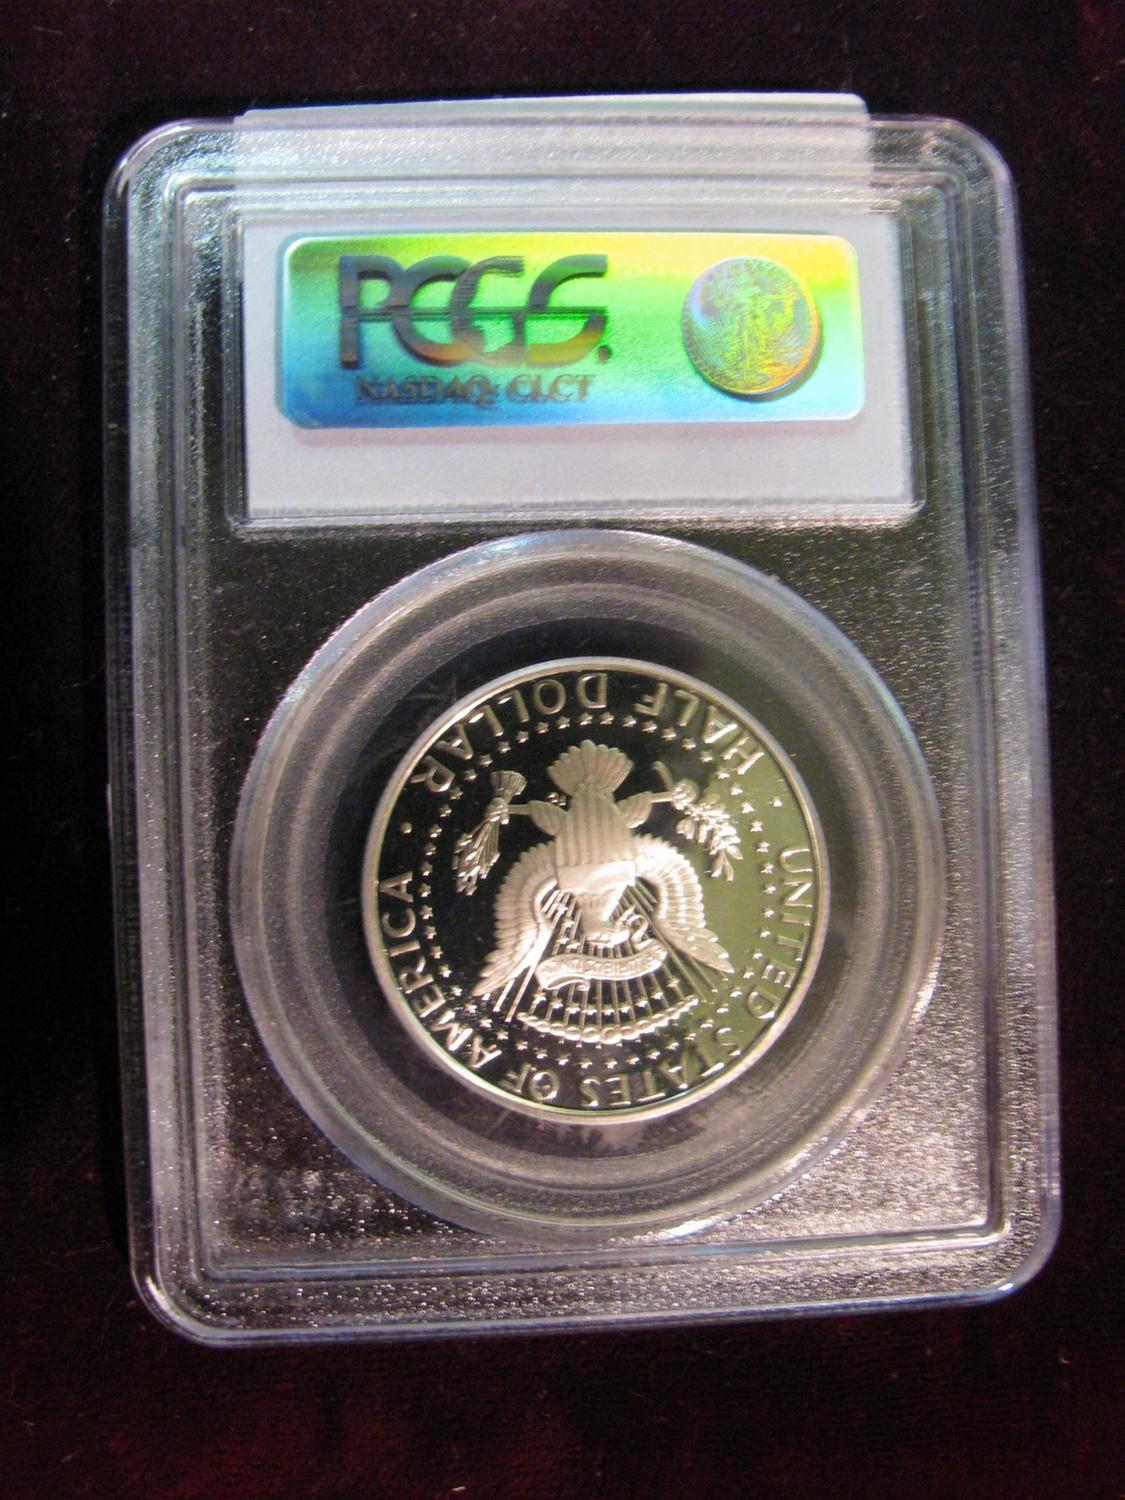 PCGS.
NASDAQ: CLCT
UNITED STATES OF AMERICA
HALF DOLLAR